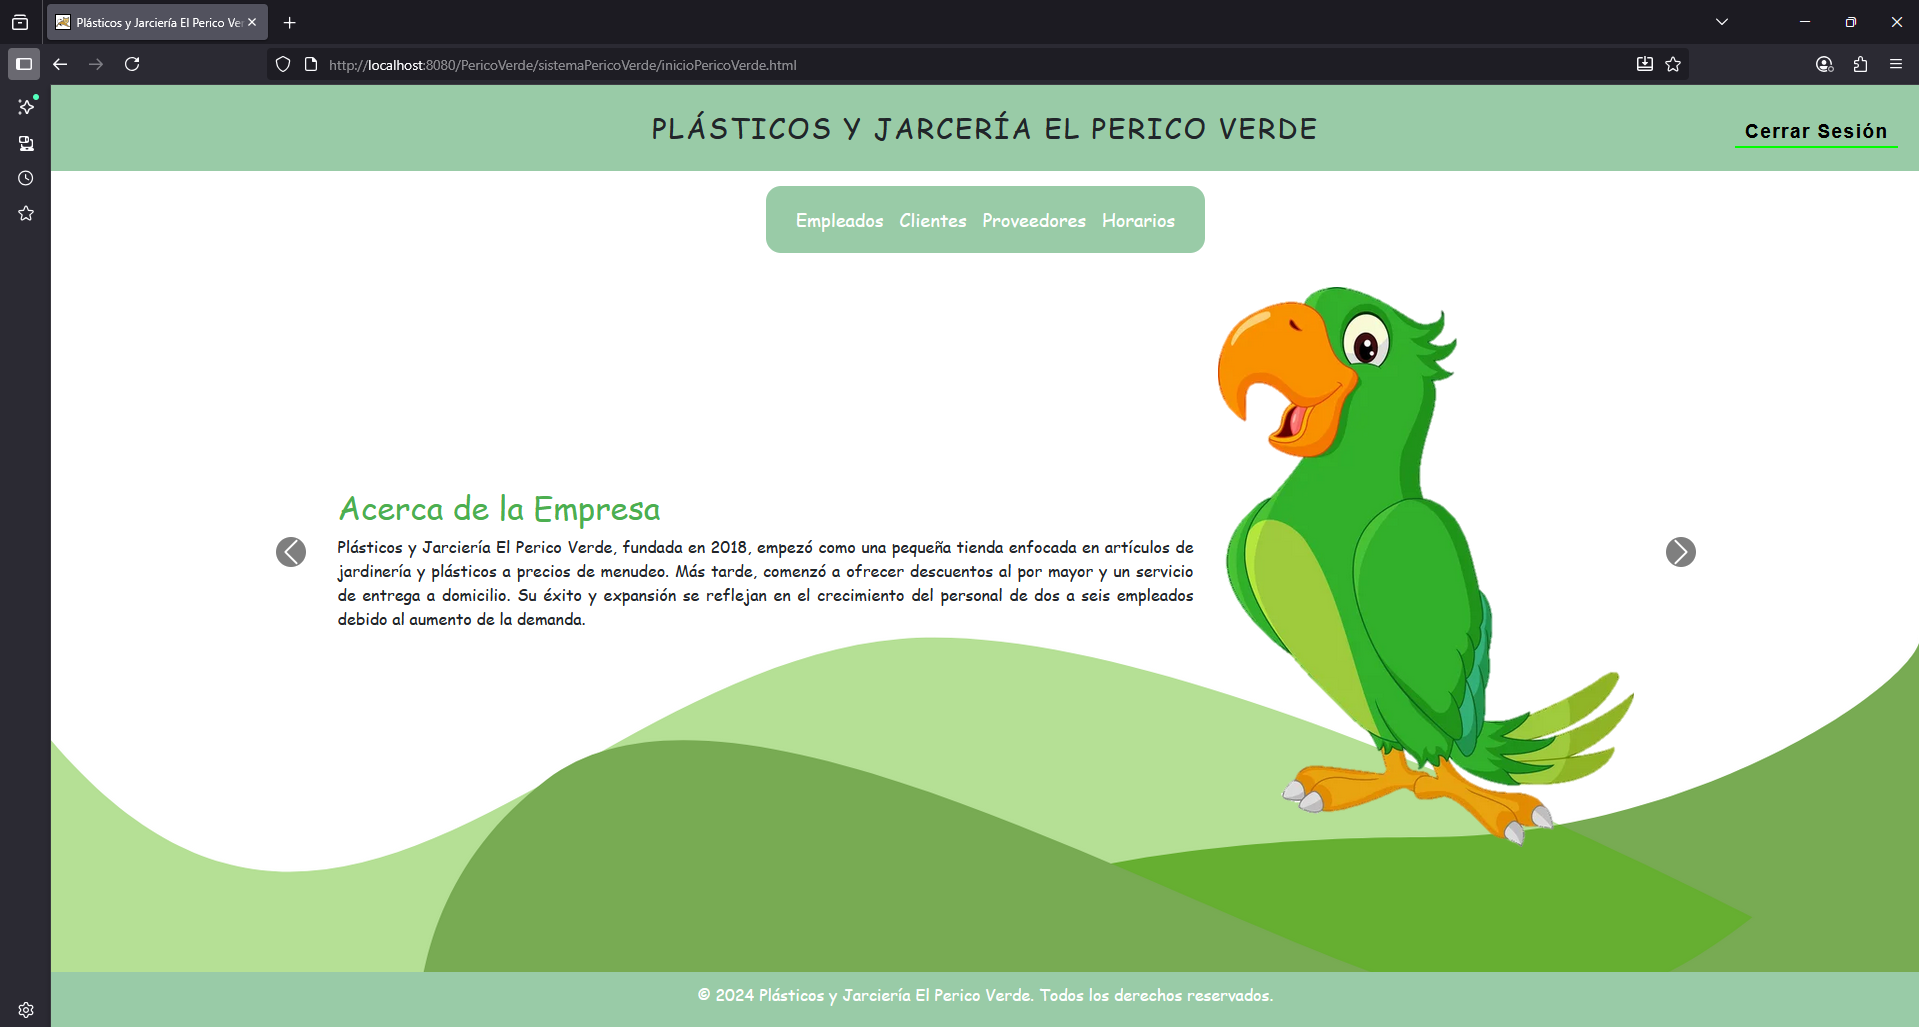 Plásticos y Jarciería El Perico Ve
http://localhost:8080/PericoVerde/sistemaPericoVerde/inicioPericoVerde.html
PLÁSTICOS Y JARCERÍA EL PERICO VERDE
Cerrar Sesión
Empleados Clientes Proveedores Horarios
Acerca de la Empresa
Plásticos y Jarciería El Perico Verde, fundada en 2018, empezó como una pequeña tienda enfocada en artículos de
jardinería y plásticos a precios de menudeo. Más tarde, comenzó a ofrecer descuentos al por mayor y un servicio
de entrega a domicilio. Su éxito y expansión se reflejan en el crecimiento del personal de dos a seis empleados
debido al aumento de la demanda.
© 2024 Plásticos y Jarciería El Perico Verde. Todos los derechos reservados.